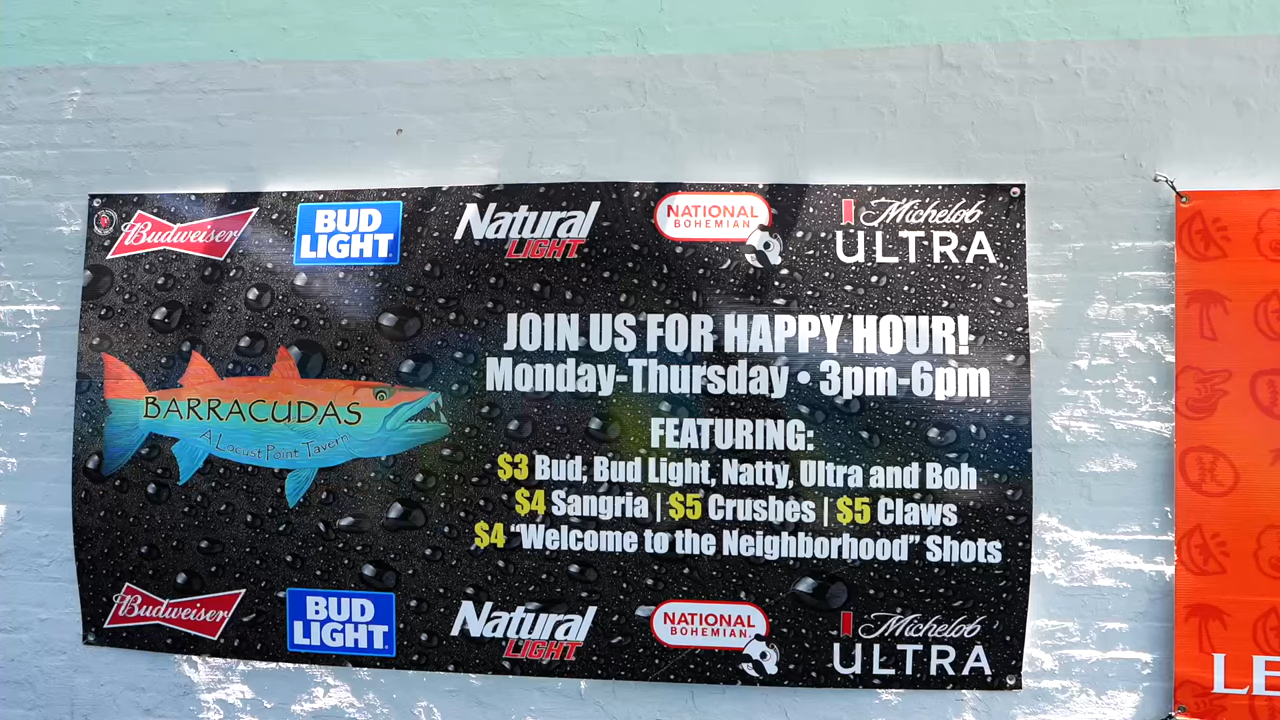 Budweiser
BUD LIGHT
Natural LIGHT
NATIONAL BOHEMIAN
Michelob ULTRA
JOIN US FOR HAPPY HOUR!
Monday-Thursday • 3pm-6pm
BARRACUDAS
A Locust Point Tavern
FEATURING:
$3 Bud, Bud Light, Natty, Ultra and Boh
$4 Sangria | $5 Crushes | $5 Claws
$4 “Welcome to the Neighborhood” Shots
Budweiser
BUD LIGHT
Natural LIGHT
NATIONAL BOHEMIAN
Michelob ULTRA
LE